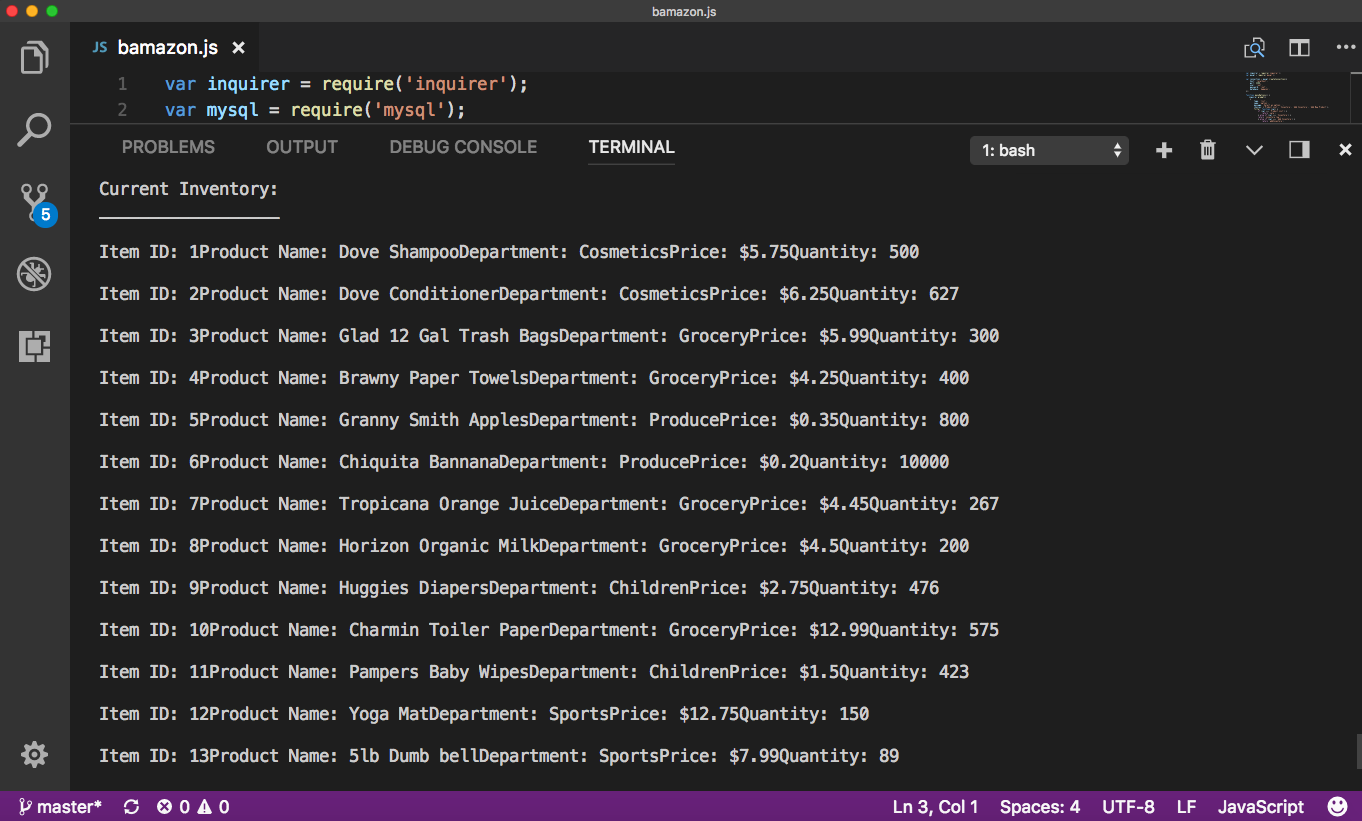 bamazon.js
JS bamazon.js ×
1 var inquirer = require('inquirer');
2 var mysql = require('mysql');
PROBLEMS OUTPUT DEBUG CONSOLE TERMINAL 1: bash
Current Inventory:
Item ID: 1Product Name: Dove ShampooDepartment: CosmeticsPrice: $5.75Quantity: 500
Item ID: 2Product Name: Dove ConditionerDepartment: CosmeticsPrice: $6.25Quantity: 627
Item ID: 3Product Name: Glad 12 Gal Trash BagsDepartment: GroceryPrice: $5.99Quantity: 300
Item ID: 4Product Name: Brawny Paper TowelsDepartment: GroceryPrice: $4.25Quantity: 400
Item ID: 5Product Name: Granny Smith ApplesDepartment: ProducePrice: $0.35Quantity: 800
Item ID: 6Product Name: Chiquita BannanaDepartment: ProducePrice: $0.2Quantity: 10000
Item ID: 7Product Name: Tropicana Orange JuiceDepartment: GroceryPrice: $4.45Quantity: 267
Item ID: 8Product Name: Horizon Organic MilkDepartment: GroceryPrice: $4.5Quantity: 200
Item ID: 9Product Name: Huggies DiapersDepartment: ChildrenPrice: $2.75Quantity: 476
Item ID: 10Product Name: Charmin Toiler PaperDepartment: GroceryPrice: $12.99Quantity: 575
Item ID: 11Product Name: Pampers Baby WipesDepartment: ChildrenPrice: $1.5Quantity: 423
Item ID: 12Product Name: Yoga MatDepartment: SportsPrice: $12.75Quantity: 150
Item ID: 13Product Name: 5lb Dumb bellDepartment: SportsPrice: $7.99Quantity: 89
5
master* 0 0 Ln 3, Col 1 Spaces: 4 UTF-8 LF JavaScript